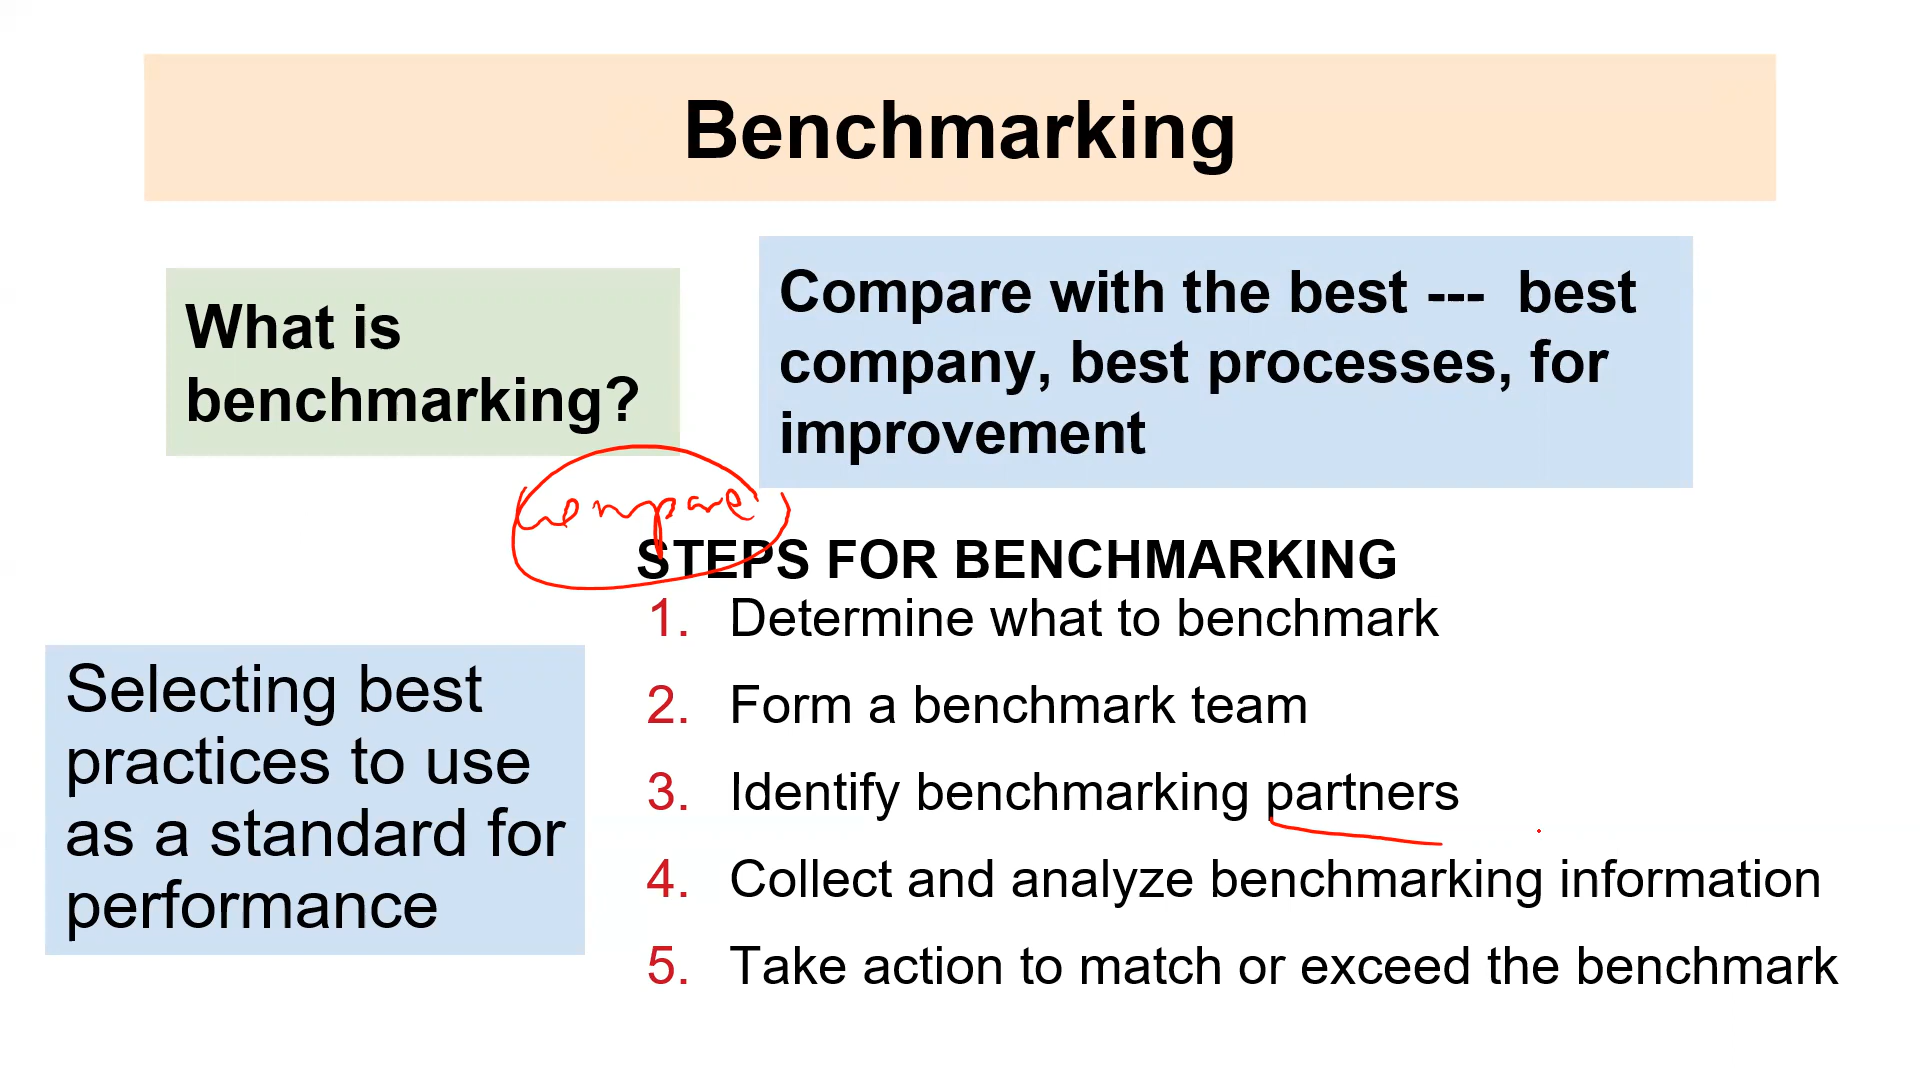 Benchmarking
What is
benchmarking?
Compare with the best --- best
company, best processes, for
improvement
compare
STEPS FOR BENCHMARKING
1. Determine what to benchmark
2. Form a benchmark team
3. Identify benchmarking partners
4. Collect and analyze benchmarking information
5. Take action to match or exceed the benchmark
Selecting best
practices to use
as a standard for
performance